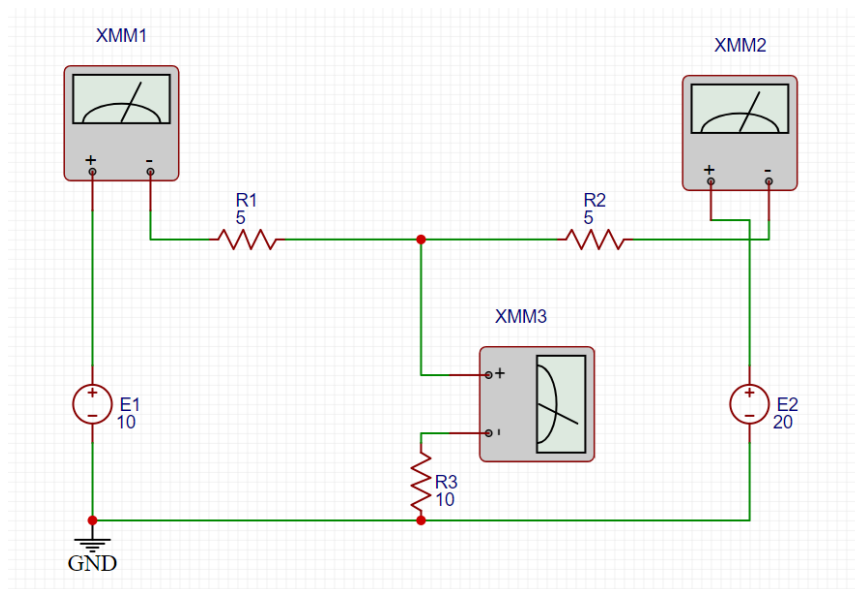 XMM1
XMM2
+ -
+ -
R1
5
R2
5
XMM3
+
-
+
-
E1
10
+
-
E2
20
R3
10
GND